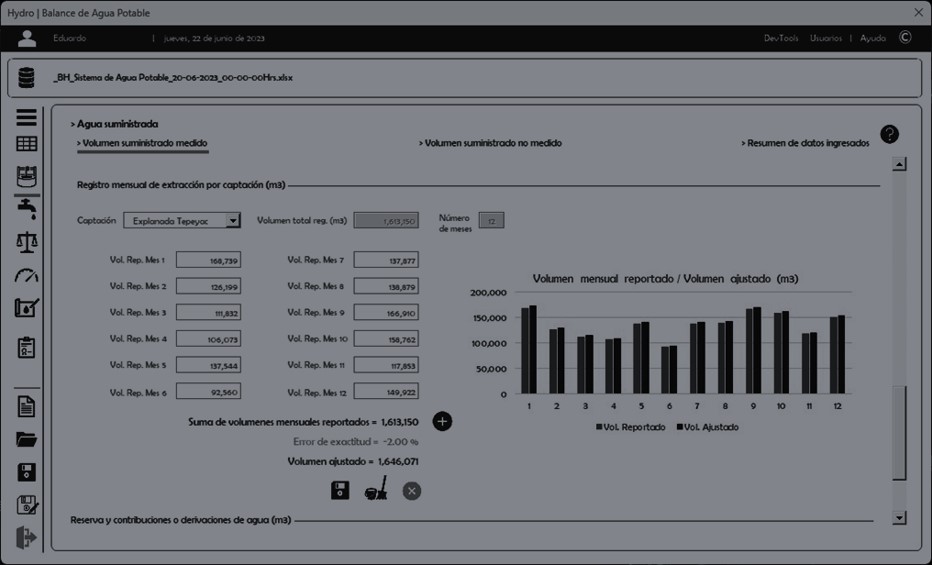 Hydro | Balance de Agua Potable
Eduardo | jueves, 22 de junio de 2023 DevTools Usuarios | Ayuda ©
_BH_Sistema de Agua Potable_20-06-2023_00-00-00Hrs.xlsx
> Agua suministrada
> Volumen suministrado medido > Volumen suministrado no medido > Resumen de datos ingresados ?
Registro mensual de extracción por captación (m3)
Captación Explanada Tepeyac Volumen total reg. (m3) 1,613,150 Número de meses 12
Vol. Rep. Mes 1 168,739 Vol. Rep. Mes 7 137,877
Vol. Rep. Mes 2 126,199 Vol. Rep. Mes 8 138,879
Vol. Rep. Mes 3 111,832 Vol. Rep. Mes 9 166,910
Vol. Rep. Mes 4 106,073 Vol. Rep. Mes 10 158,762
Vol. Rep. Mes 5 137,544 Vol. Rep. Mes 11 117,853
Vol. Rep. Mes 6 92,560 Vol. Rep. Mes 12 149,922
Suma de volumenes mensuales reportados = 1,613,150
Error de exactitud = -2.00 %
Volumen ajustado = 1,646,071
Volumen mensual reportado / Volumen ajustado (m3)
200,000
150,000
100,000
50,000
0
1 2 3 4 5 6 7 8 9 10 11 12
Vol. Reportado Vol. Ajustado
Reserva y contribuciones o derivaciones de agua (m3)